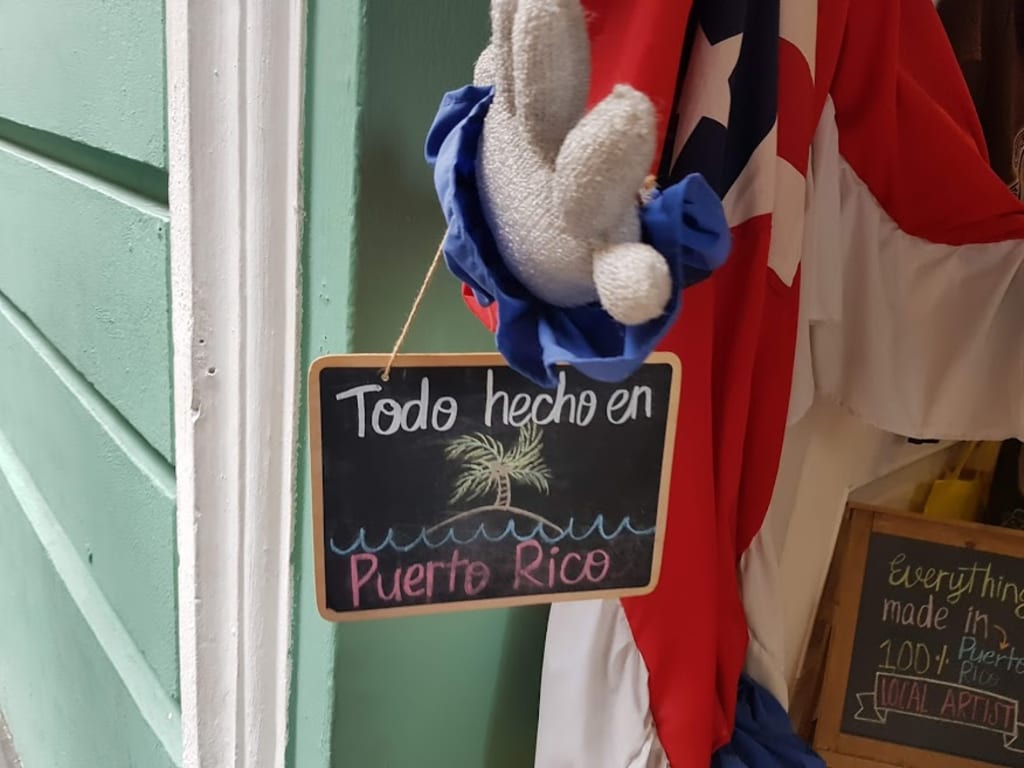 Todo hecho en
Puerto Rico
Everything
made in
100% Puerto
Rico
LOCAL ARTIST